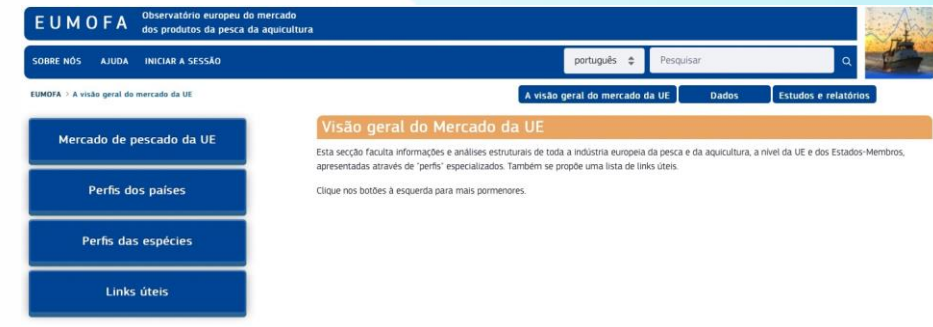 EUMOFA
Observatório europeu do mercado
dos produtos da pesca da aquicultura
SOBRE NÓS AJUDA INICIAR A SESSÃO
português Pesquisar
EUMOFA > A visão geral do mercado da UE
A visão geral do mercado da UE Dados Estudos e relatórios
Mercado de pescado da UE
Perfis dos países
Perfis das espécies
Links úteis
Visão geral do Mercado da UE
Esta secção faculta informações e análises estruturais de toda a indústria europeia da pesca e da aquicultura, a nível da UE e dos Estados-Membros,
apresentadas através de "perfis" especializados. Também se propõe uma lista de links úteis.
Clique nos botões à esquerda para mais pormenores.